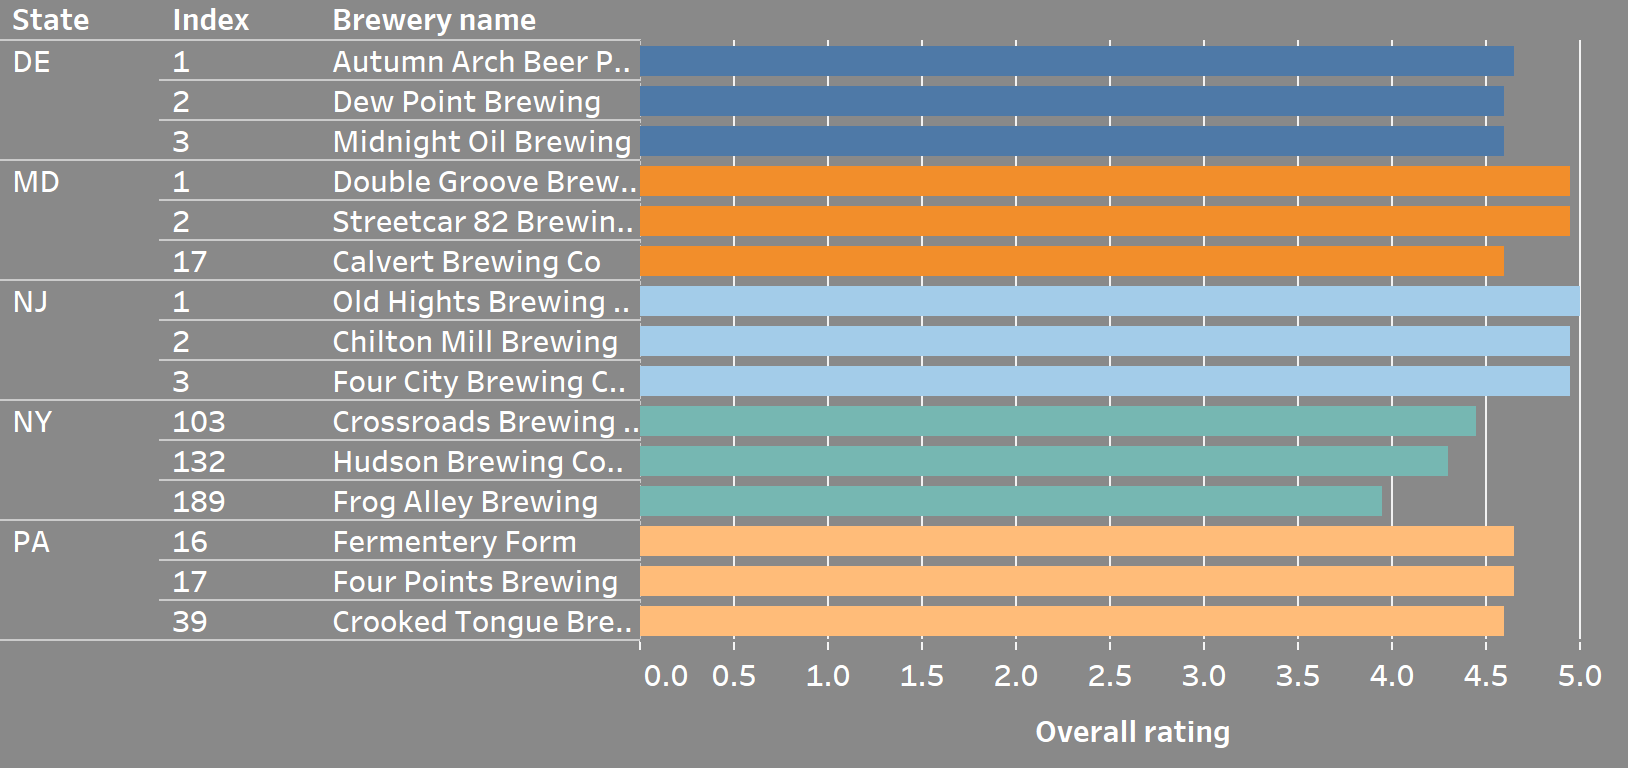 State Index Brewery name
DE 1 Autumn Arch Beer P..
2 Dew Point Brewing
3 Midnight Oil Brewing
MD 1 Double Groove Brew..
2 Streetcar 82 Brewin..
17 Calvert Brewing Co
NJ 1 Old Hights Brewing ..
2 Chilton Mill Brewing
3 Four City Brewing C..
NY 103 Crossroads Brewing ..
132 Hudson Brewing Co..
189 Frog Alley Brewing
PA 16 Fermentery Form
17 Four Points Brewing
39 Crooked Tongue Bre..
0.0 0.5 1.0 1.5 2.0 2.5 3.0 3.5 4.0 4.5 5.0
Overall rating